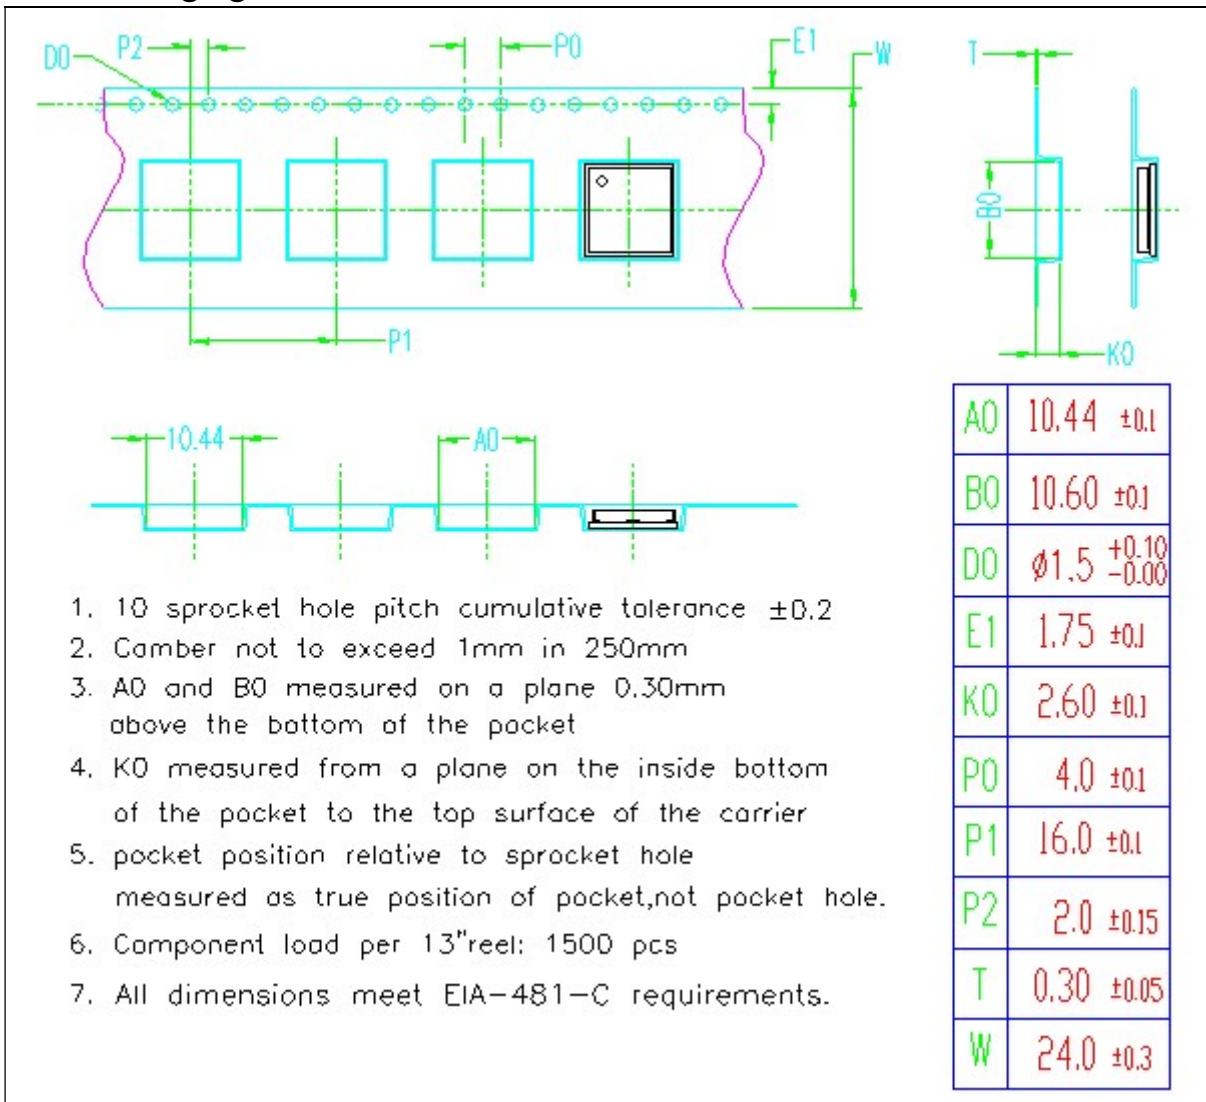 P2
P0
E1
W
T
D0
B0
P1
K0
10.44
A0
A0 10.44 ±0.1
B0 10.60 ±0.1
D0 Ø1.5 +0.10 -0.00
E1 1.75 ±0.1
K0 2.60 ±0.1
P0 4.0 ±0.1
P1 16.0 ±0.1
P2 2.0 ±0.15
T 0.30 ±0.05
W 24.0 ±0.3
1. 10 sprocket hole pitch cumulative tolerance ±0.2
2. Camber not to exceed 1mm in 250mm
3. A0 and B0 measured on a plane 0.30mm
above the bottom of the pocket
4. K0 measured from a plane on the inside bottom
of the pocket to the top surface of the carrier
5. pocket position relative to sprocket hole
measured as true position of pocket,not pocket hole.
6. Component load per 13"reel: 1500 pcs
7. All dimensions meet EIA-481-C requirements.